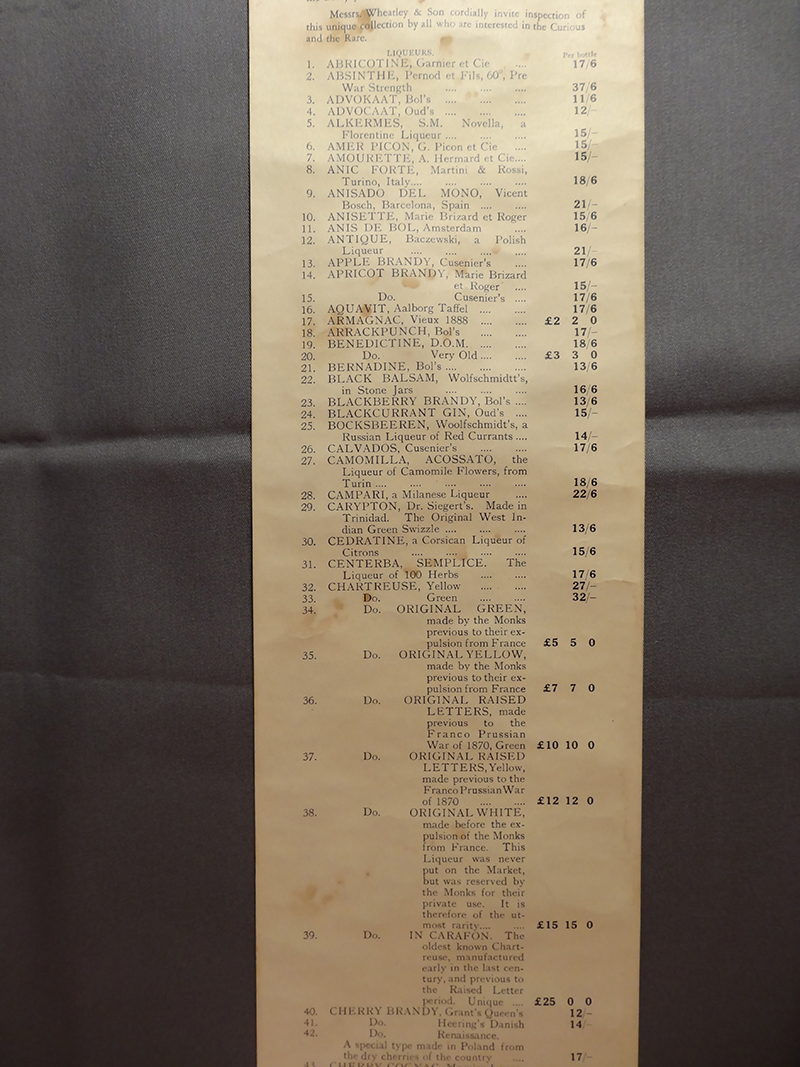 Messrs. Wheatley & Son cordially invite inspection of
this unique collection by all who are interested in the Curious
and the Rare.
LIQUEURS. Per bottle
1. ABRICOTINE, Garnier et Cie .... 17/6
2. ABSINTHE, Pernod et Fils, 60°, Pre
War Strength .... .... .... 37/6
3. ADVOKAAT, Bol's .... .... .... 11/6
4. ADVOCAAT, Oud's .... .... .... 12/-
5. ALKERMES, S.M. Novella, a
Florentine Liqueur .... .... .... 15/-
6. AMER PICON, G. Picon et Cie .... 15/-
7. AMOURETTE, A. Hermard et Cie.... 15/-
8. ANIC FORTE, Martini & Rossi,
Turino, Italy.... .... .... .... 18/6
9. ANISADO DEL MONO, Vicent
Bosch, Barcelona, Spain .... .... 21/-
10. ANISETTE, Marie Brizard et Roger 15/6
11. ANIS DE BOL, Amsterdam .... 16/-
12. ANTIQUE, Baczewski, a Polish
Liqueur .... .... .... .... 21/-
13. APPLE BRANDY, Cusenier's .... 17/6
14. APRICOT BRANDY, Marie Brizard
et Roger .... 15/-
15. Do. Cusenier's .... 17/6
16. AQUAVIT, Aalborg Taffel .... .... 17/6
17. ARMAGNAC, Vieux 1888 .... .... £2 2 0
18. ARRACKPUNCH, Bol's .... .... 17/-
19. BENEDICTINE, D.O.M. .... .... 18/6
20. Do. Very Old .... .... £3 3 0
21. BERNADINE, Bol's .... .... .... 13/6
22. BLACK BALSAM, Wolfschmidtt's,
in Stone Jars .... .... .... 16/6
23. BLACKBERRY BRANDY, Bol's .... 13/6
24. BLACKCURRANT GIN, Oud's .... 15/-
25. BOCKSBEEREN, Woolfschmidt's, a
Russian Liqueur of Red Currants .... 14/-
26. CALVADOS, Cusenier's .... .... 17/6
27. CAMOMILLA, ACOSSATO, the
Liqueur of Camomile Flowers, from
Turin .... .... .... .... .... 18/6
28. CAMPARI, a Milanese Liqueur .... 22/6
29. CARYPTON, Dr. Siegert's. Made in
Trinidad. The Original West In-
dian Green Swizzle .... .... .... 13/6
30. CEDRATINE, a Corsican Liqueur of
Citrons .... .... .... .... 15/6
31. CENTERBA, SEMPLICE. The
Liqueur of 100 Herbs .... .... 17/6
32. CHARTREUSE, Yellow .... .... 27/-
33. Do. Green .... .... 32/-
34. Do. ORIGINAL GREEN,
made by the Monks
previous to their ex-
pulsion from France £5 5 0
35. Do. ORIGINAL YELLOW,
made by the Monks
previous to their ex-
pulsion from France £7 7 0
36. Do. ORIGINAL RAISED
LETTERS, made
previous to the
Franco Prussian
War of 1870, Green £10 10 0
37. Do. ORIGINAL RAISED
LETTERS, Yellow,
made previous to the
Franco Prussian War
of 1870 .... .... £12 12 0
38. Do. ORIGINAL WHITE,
made before the ex-
pulsion of the Monks
from France. This
Liqueur was never
put on the Market,
but was reserved by
the Monks for their
private use. It is
therefore of the ut-
most rarity.... .... £15 15 0
39. Do. IN CARAFON. The
oldest known Chart-
reuse, manufactured
early in the last cen-
tury, and previous to
the Raised Letter
period. Unique .... £25 0 0
40. CHERRY BRANDY, Grant's Queen's 12/-
41. Do. Heering's Danish 14/-
42. Do. Renaissance.
A special type made in Poland from
the dry cherries of the country .... 17/-